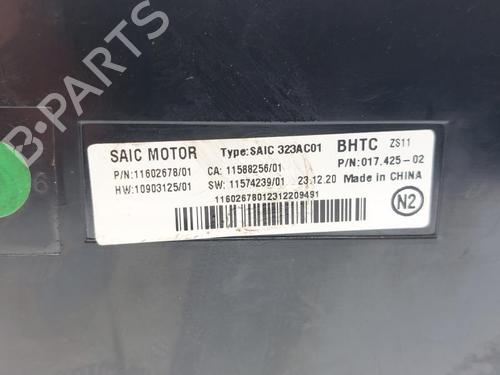 SAIC MOTOR Type:SAIC 323AC01 BHTC ZS11
P/N:11602678/01 CA: 11588256/01 P/N:017.425-02
HW:10903125/01 SW: 11574239/01 23.12.20 Made in CHINA
11602678012312209491
N2
B-PARTS